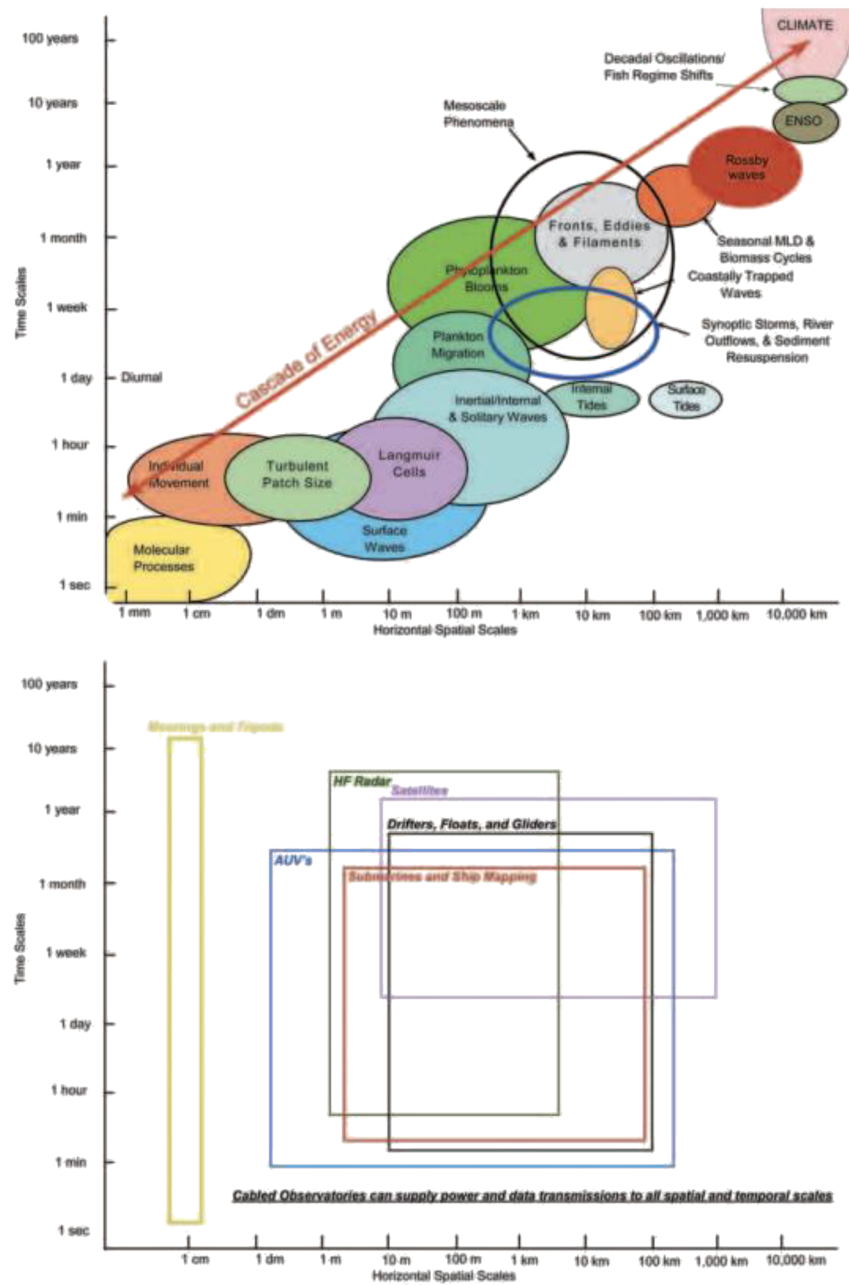 100 years
10 years
1 year
1 month
1 week
1 day
1 hour
1 min
1 sec
Time Scales
CLIMATE
Decadal Oscillations/
Fish Regime Shifts
ENSO
Mesoscale
Phenomena
Rossby
waves
Fronts, Eddies
& Filaments
Seasonal MLD &
Biomass Cycles
Phytoplankton
Blooms
Coastally Trapped
Waves
Cascade of Energy
Plankton
Migration
Synoptic Storms, River
Outflows, & Sediment
Resuspension
Diurnal
Inertial/Internal
& Solitary Waves
Internal
Tides
Surface
Tides
Individual
Movement
Turbulent
Patch Size
Langmuir
Cells
Surface
Waves
Molecular
Processes
1 mm
1 cm
1 dm
1 m
10 m
100 m
1 km
10 km
100 km
1,000 km
10,000 km
Horizontal Spatial Scales
100 years
10 years
1 year
1 month
1 week
1 day
1 hour
1 min
1 sec
Time Scales
Moorings and Tripods
HF Radar
Satellites
Drifters, Floats, and Gliders
AUV's
Submarines and Ship Mapping
Cabled Observatories can supply power and data transmissions to all spatial and temporal scales
1 cm
1 dm
1 m
10 m
100 m
1 km
10 km
100 km
1,000 km
10,000 km
Horizontal Spatial Scales